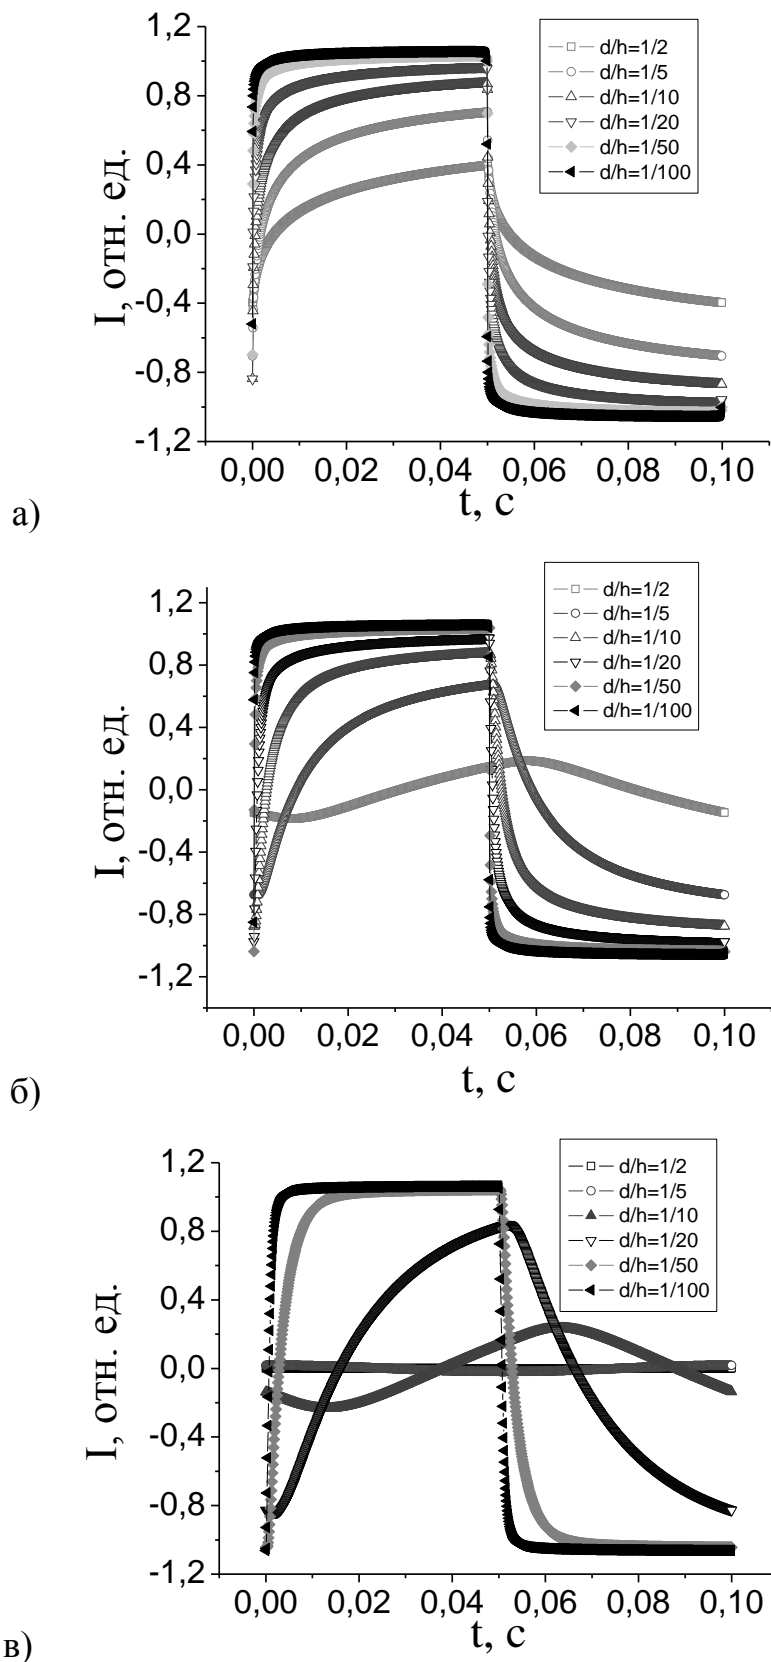 1,2
0,8
0,4
0,0
-0,4
-0,8
-1,2
I, отн. ед.
d/h=1/2
d/h=1/5
d/h=1/10
d/h=1/20
d/h=1/50
d/h=1/100
0,00 0,02 0,04 0,06 0,08 0,10
t, с
а)
1,2
0,8
0,4
0,0
-0,4
-0,8
-1,2
I, отн. ед.
d/h=1/2
d/h=1/5
d/h=1/10
d/h=1/20
d/h=1/50
d/h=1/100
0,00 0,02 0,04 0,06 0,08 0,10
t, с
б)
1,2
0,8
0,4
0,0
-0,4
-0,8
-1,2
I, отн. ед.
d/h=1/2
d/h=1/5
d/h=1/10
d/h=1/20
d/h=1/50
d/h=1/100
0,00 0,02 0,04 0,06 0,08 0,10
t, с
в)